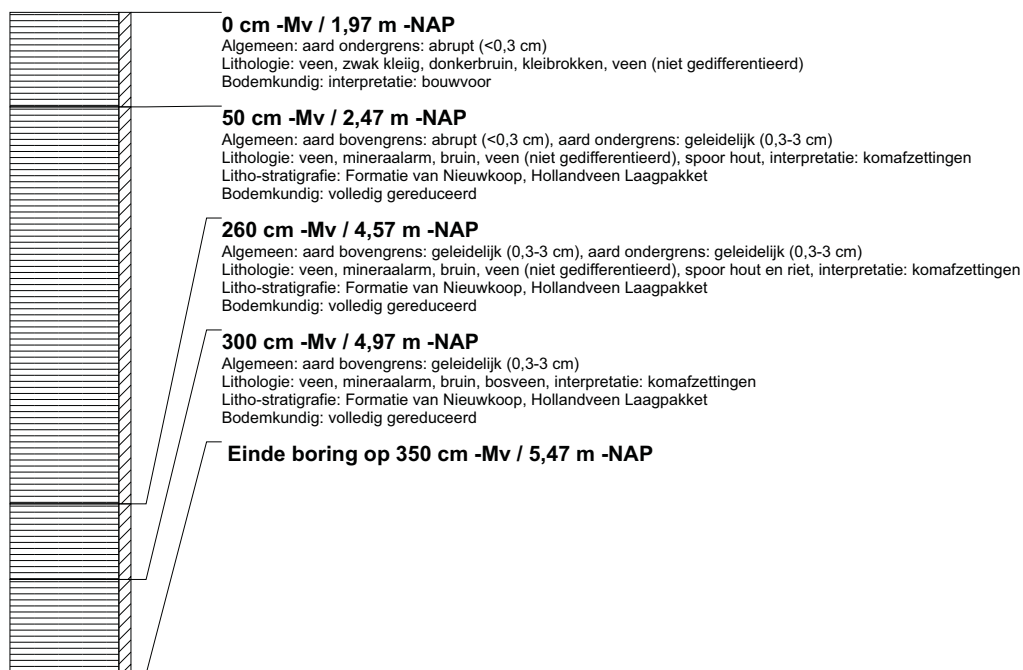 0 cm -Mv / 1,97 m -NAP
Algemeen: aard ondergrens: abrupt (<0,3 cm)
Lithologie: veen, zwak kleiig, donkerbruin, kleibrokken, veen (niet gedifferentieerd)
Bodemkundig: interpretatie: bouwvoor
50 cm -Mv / 2,47 m -NAP
Algemeen: aard bovengrens: abrupt (<0,3 cm), aard ondergrens: geleidelijk (0,3-3 cm)
Lithologie: veen, mineraalarm, bruin, veen (niet gedifferentieerd), spoor hout, interpretatie: komafzettingen
Litho-stratigrafie: Formatie van Nieuwkoop, Hollandveen Laagpakket
Bodemkundig: volledig gereduceerd
260 cm -Mv / 4,57 m -NAP
Algemeen: aard bovengrens: geleidelijk (0,3-3 cm), aard ondergrens: geleidelijk (0,3-3 cm)
Lithologie: veen, mineraalarm, bruin, veen (niet gedifferentieerd), spoor hout en riet, interpretatie: komafzettingen
Litho-stratigrafie: Formatie van Nieuwkoop, Hollandveen Laagpakket
Bodemkundig: volledig gereduceerd
300 cm -Mv / 4,97 m -NAP
Algemeen: aard bovengrens: geleidelijk (0,3-3 cm)
Lithologie: veen, mineraalarm, bruin, bosveen, interpretatie: komafzettingen
Litho-stratigrafie: Formatie van Nieuwkoop, Hollandveen Laagpakket
Bodemkundig: volledig gereduceerd
Einde boring op 350 cm -Mv / 5,47 m -NAP